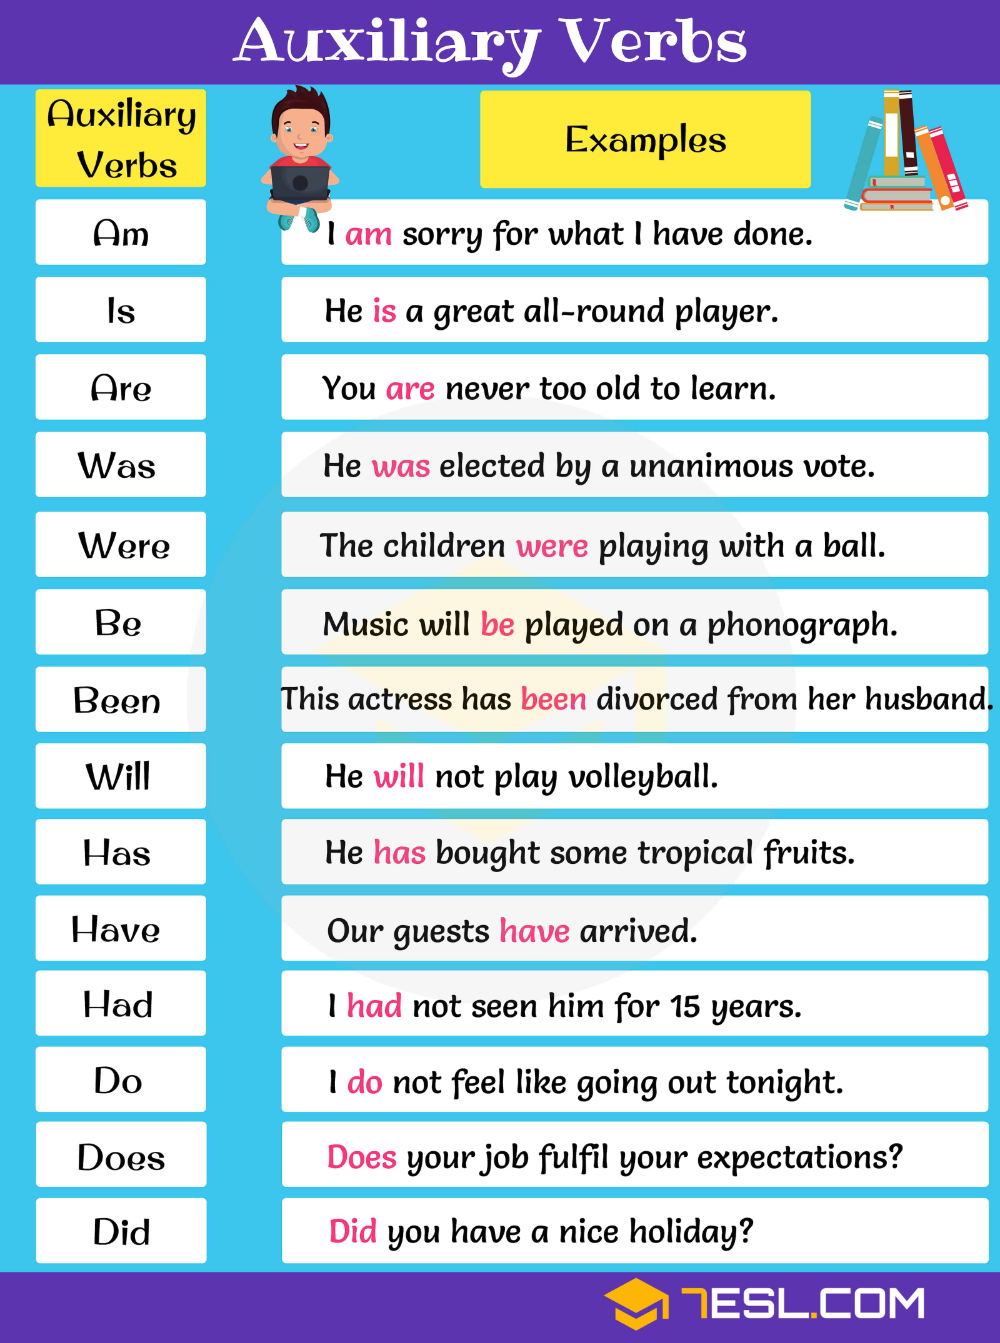 Auxiliary Verbs
Auxiliary
Verbs
Examples
Am
I am sorry for what I have done.
Is
He is a great all-round player.
Are
You are never too old to learn.
Was
He was elected by a unanimous vote.
Were
The children were playing with a ball.
Be
Music will be played on a phonograph.
Been
This actress has been divorced from her husband.
Will
He will not play volleyball.
Has
He has bought some tropical fruits.
Have
Our guests have arrived.
Had
I had not seen him for 15 years.
Do
I do not feel like going out tonight.
Does
Does your job fulfil your expectations?
Did
Did you have a nice holiday?
7ESL.COM